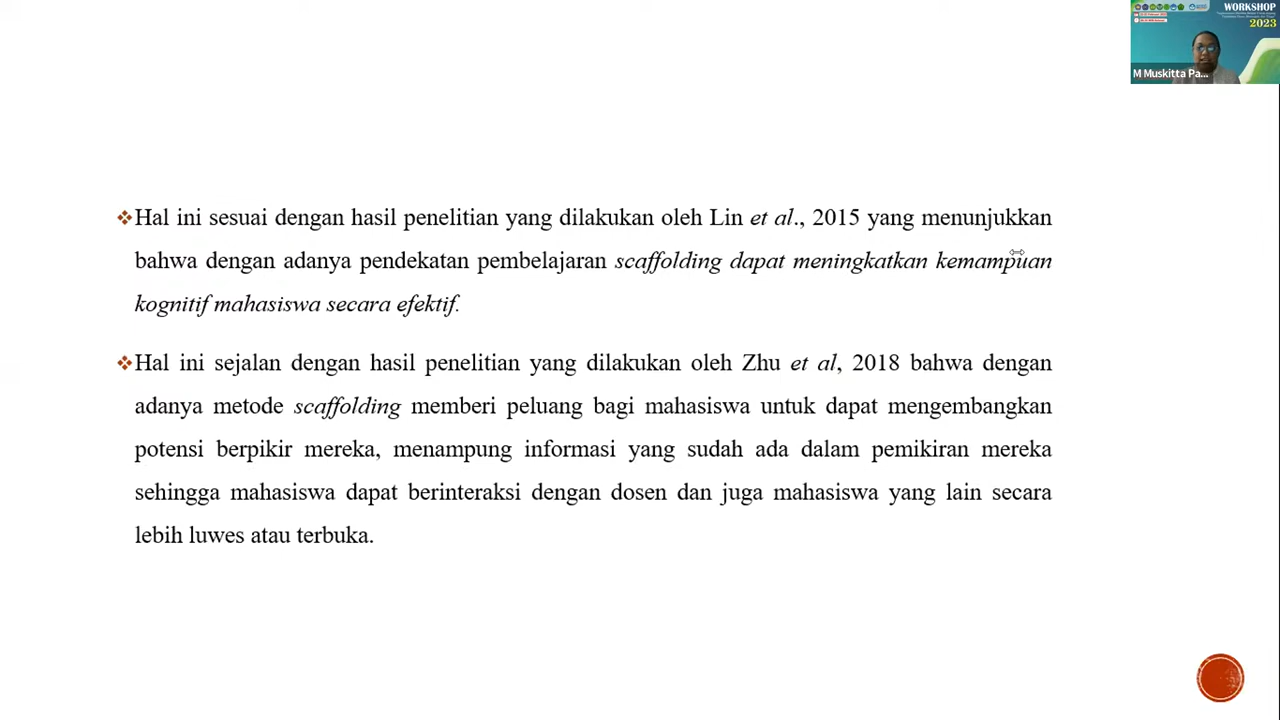 WORKSHOP
2023
M Muskitta Pa...
Hal ini sesuai dengan hasil penelitian yang dilakukan oleh Lin et al., 2015 yang menunjukkan
bahwa dengan adanya pendekatan pembelajaran scaffolding dapat meningkatkan kemampuan
kognitif mahasiswa secara efektif.
Hal ini sejalan dengan hasil penelitian yang dilakukan oleh Zhu et al, 2018 bahwa dengan
adanya metode scaffolding memberi peluang bagi mahasiswa untuk dapat mengembangkan
potensi berpikir mereka, menampung informasi yang sudah ada dalam pemikiran mereka
sehingga mahasiswa dapat berinteraksi dengan dosen dan juga mahasiswa yang lain secara
lebih luwes atau terbuka.